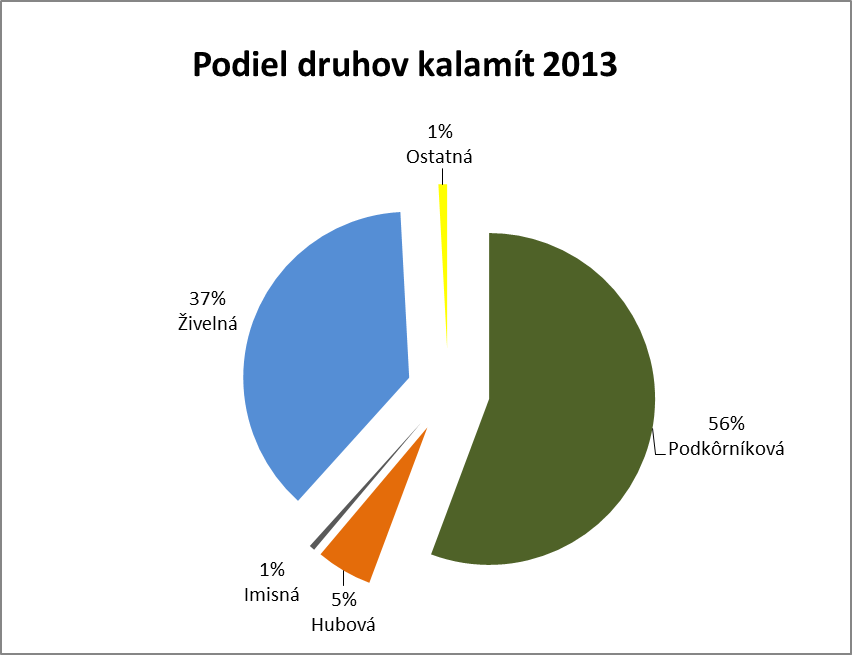 Podiel druhov kalamít 2013
1%
Ostatná
37%
Živelná
56%
Podkôrníková
1%
Imisná
5%
Hubová